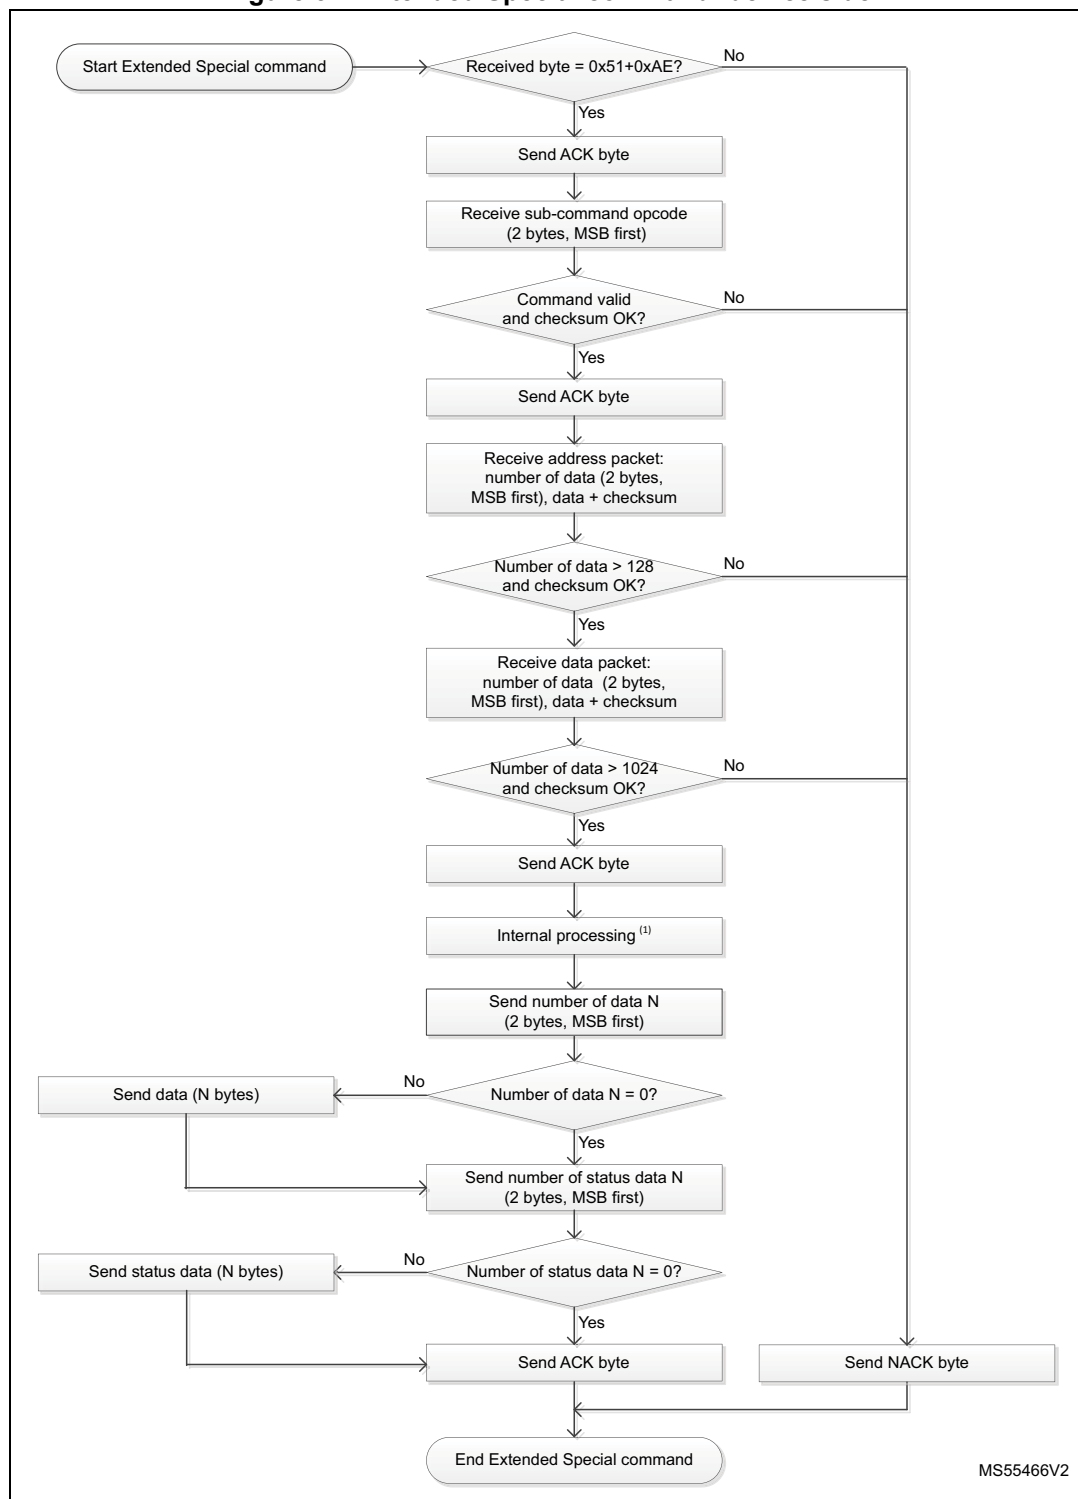 Start Extended Special command
Received byte = 0x51+0xAE?
No
Yes
Send ACK byte
Receive sub-command opcode
(2 bytes, MSB first)
Command valid
and checksum OK?
No
Yes
Send ACK byte
Receive address packet:
number of data (2 bytes,
MSB first), data + checksum
Number of data > 128
and checksum OK?
No
Yes
Receive data packet:
number of data (2 bytes,
MSB first), data + checksum
Number of data > 1024
and checksum OK?
No
Yes
Send ACK byte
Internal processing (1)
Send number of data N
(2 bytes, MSB first)
Send data (N bytes)
No
Number of data N = 0?
Yes
Send number of status data N
(2 bytes, MSB first)
Send status data (N bytes)
No
Number of status data N = 0?
Yes
Send ACK byte
Send NACK byte
End Extended Special command
MS55466V2